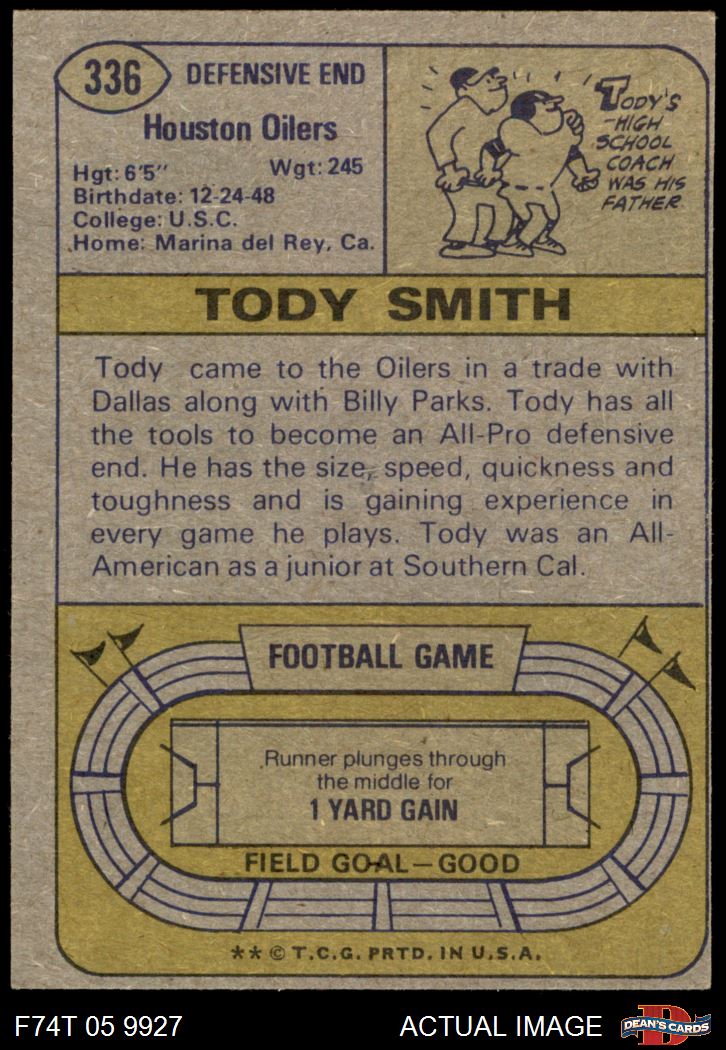 336
DEFENSIVE END
Houston Oilers
Hgt: 6'5" Wgt: 245
Birthdate: 12-24-48
College: U.S.C.
Home: Marina del Rey, Ca.
TODY'S
-HIGH
SCHOOL
COACH
WAS HIS
FATHER
TODY SMITH
Tody came to the Oilers in a trade with
Dallas along with Billy Parks. Tody has all
the tools to become an All-Pro defensive
end. He has the size, speed, quickness and
toughness and is gaining experience in
every game he plays. Tody was an All-
American as a junior at Southern Cal.
FOOTBALL GAME
Runner plunges through
the middle for
1 YARD GAIN
FIELD GOAL—GOOD
** © T.C.G. PRTD. IN U.S.A.
F74T 05 9927
ACTUAL IMAGE
D
DEAN'S CARDS